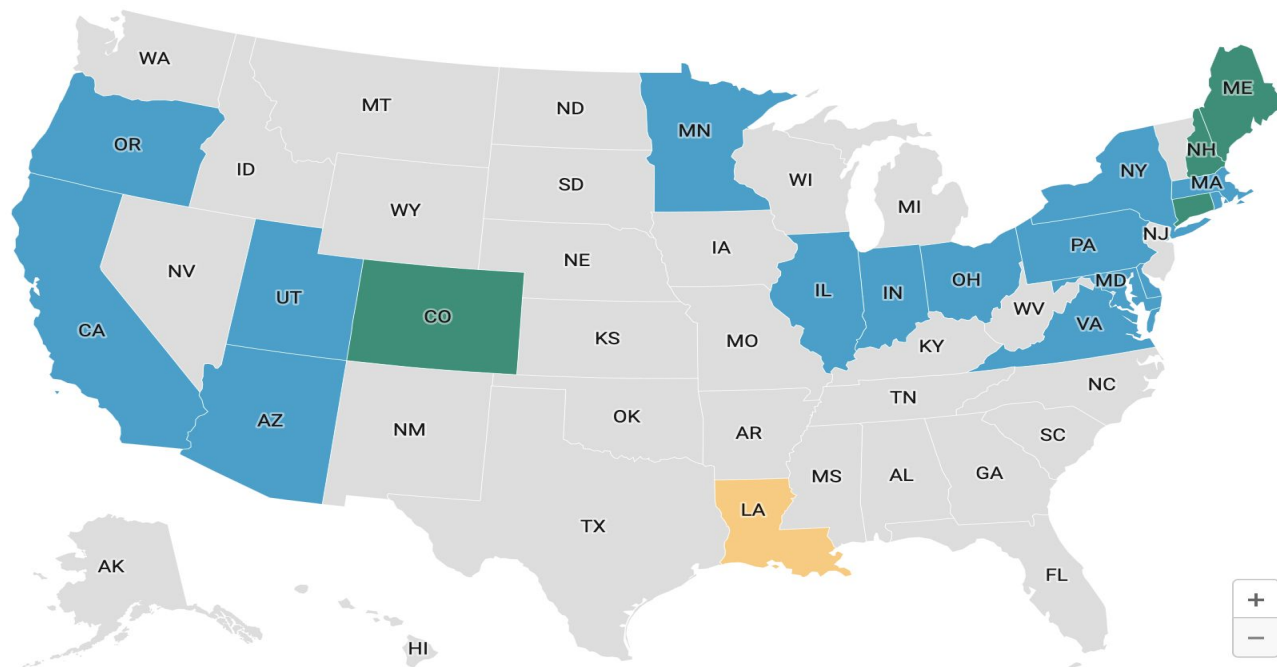 WA
MT
ND
MN
ME
OR
ID
SD
WI
NH
NY
MA
WY
MI
NE
IA
PA
NJ
NV
UT
CO
IL
IN
OH
MD
WV
VA
CA
KS
MO
KY
AZ
NM
OK
AR
TN
NC
SC
MS
AL
GA
LA
TX
AK
FL
HI
+
−